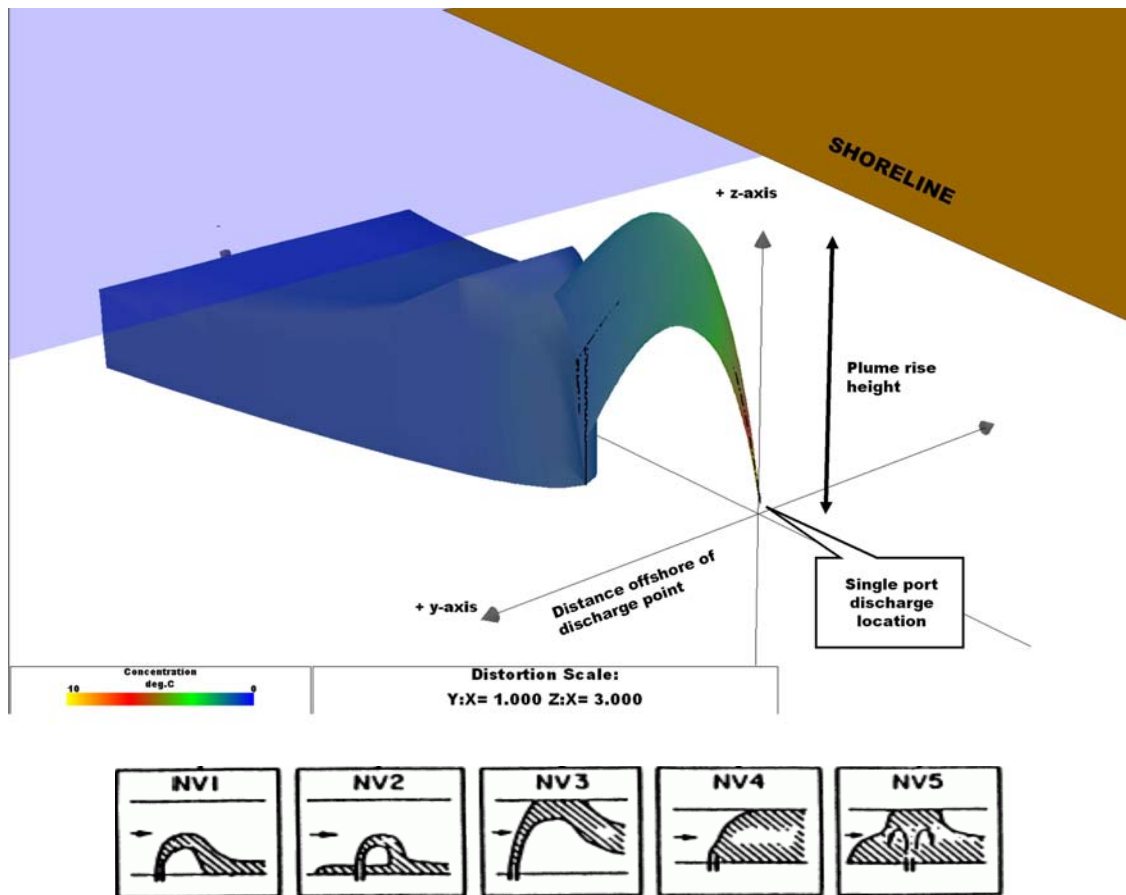 SHORELINE
+ z-axis
Plume rise
height
+ y-axis
Distance offshore of
discharge point
Single port
discharge
location
Concentration
deg.C
10 0
Distortion Scale:
Y:X= 1.000 Z:X= 3.000
NV1 NV2 NV3 NV4 NV5